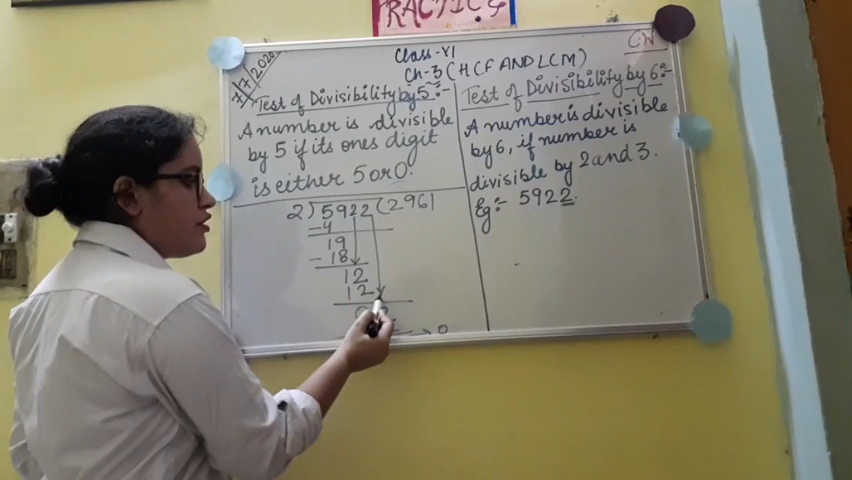 PRACTICE
7/7/2020
Class-VI
CW
Ch-3 (HCF AND LCM)
Test of Divisibility by 5:-
A number is divisible
by 5 if its ones digit
is either 5 or 0.
2) 5922 (2961
-4
19
-18
12
12
→ 0
Test of Divisibility by 6:-
A number is divisible
by 6, if number is
divisible by 2 and 3.
Eg:- 5922.